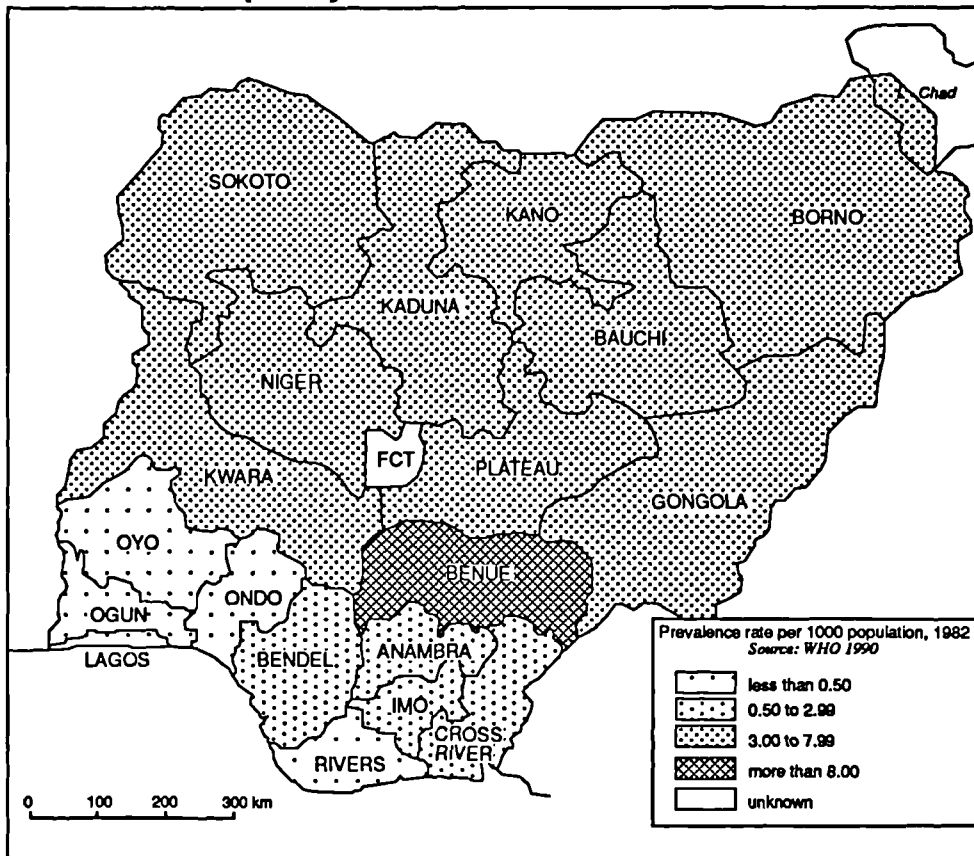 L. Chad
SOKOTO
KANO
BORNO
KADUNA
BAUCHI
NIGER
FCT
PLATEAU
KWARA
GONGOLA
OYO
BENUE
ONDO
OGUN
LAGOS
BENDEL
ANAMBRA
IMO
CROSS
RIVER
RIVERS
Prevalence rate per 1000 population, 1982
Source: WHO 1990
less than 0.50
0.50 to 2.99
3.00 to 7.99
more than 8.00
unknown
0 100 200 300 km